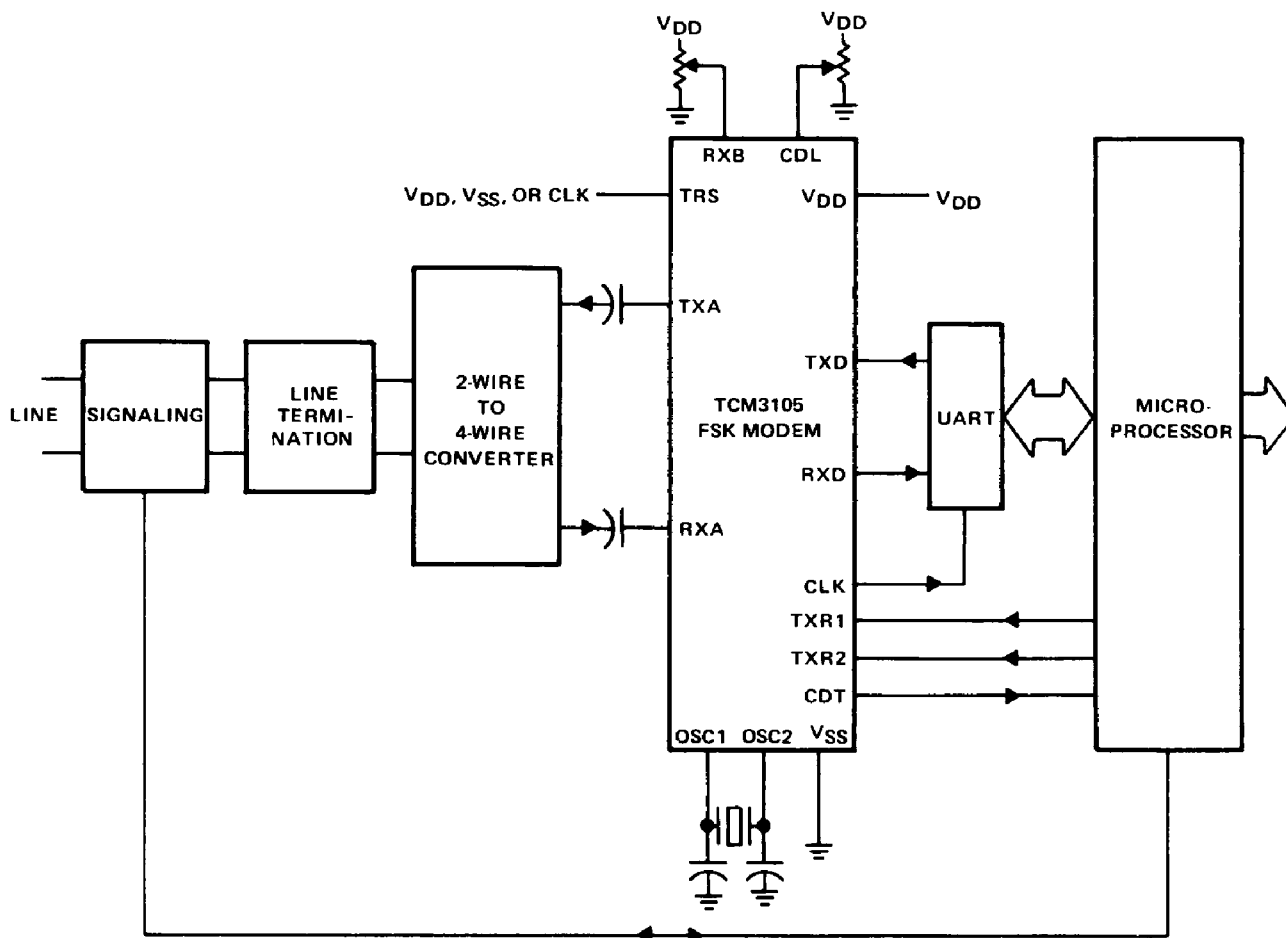 VDD
VDD
RXB
CDL
VDD, VSS, OR CLK
TRS
VDD
VDD
TXA
TXD
LINE
SIGNALING
LINE
TERMI-
NATION
2-WIRE
TO
4-WIRE
CONVERTER
TCM3105
FSK MODEM
UART
MICRO-
PROCESSOR
RXD
RXA
CLK
TXR1
TXR2
CDT
OSC1
OSC2
VSS